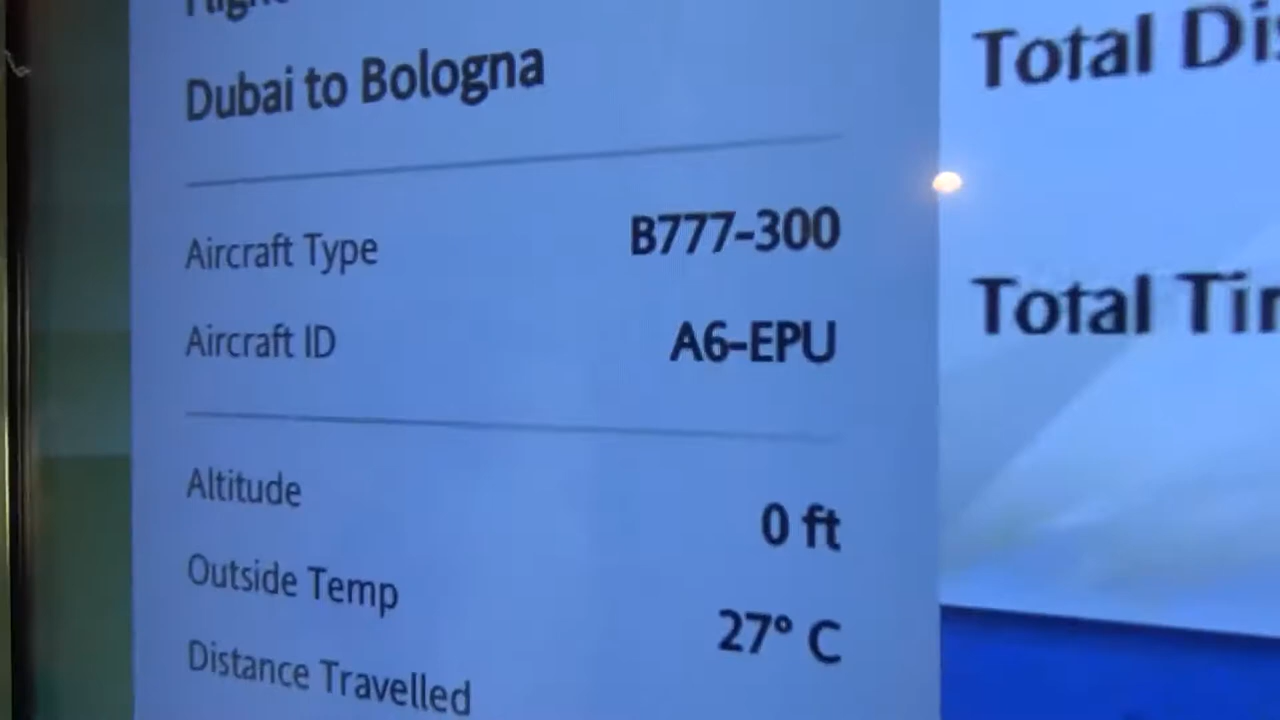 Dubai to Bologna
Aircraft Type B777-300
Aircraft ID A6-EPU
Altitude 0 ft
Outside Temp 27° C
Distance Travelled
Total
Total